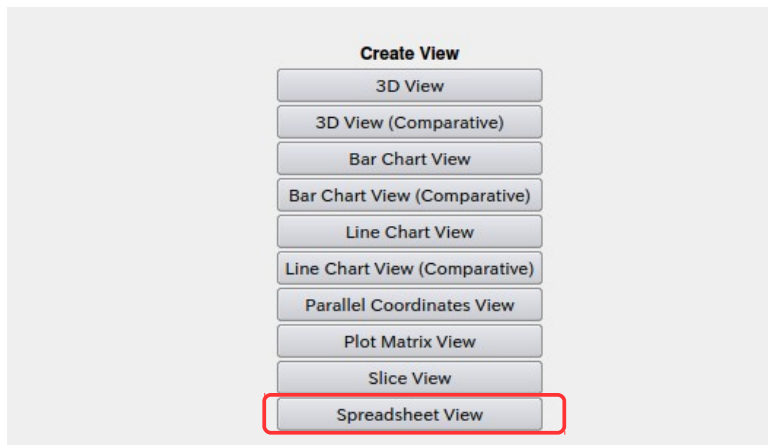 Create View
3D View
3D View (Comparative)
Bar Chart View
Bar Chart View (Comparative)
Line Chart View
Line Chart View (Comparative)
Parallel Coordinates View
Plot Matrix View
Slice View
Spreadsheet View